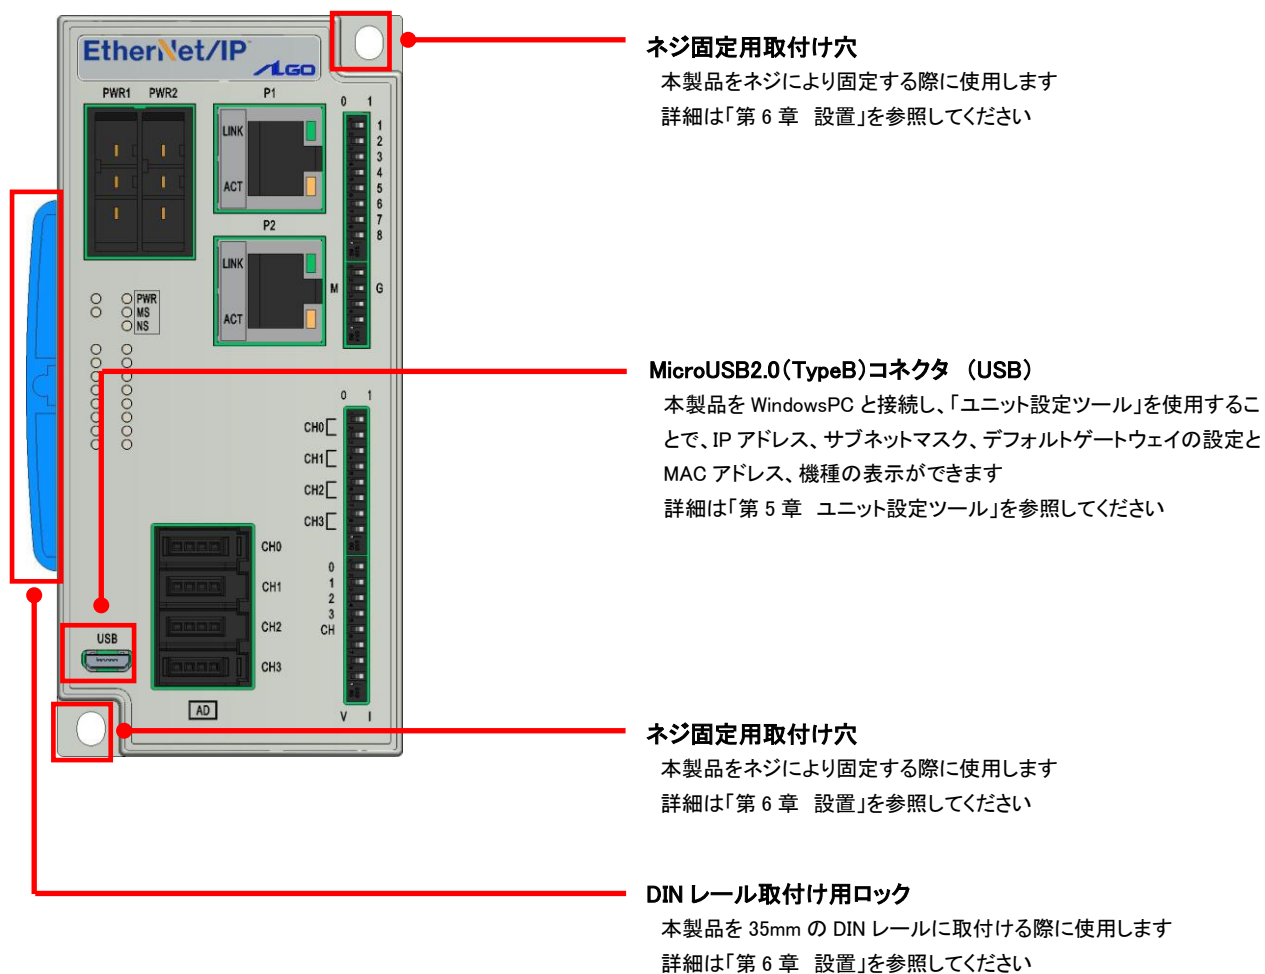 EtherNet/IP
ALGO
PWR1 PWR2
P1
LINK
ACT
P2
LINK
ACT
0 1
1
2
3
4
5
6
7
8
M G
PWR
MS
NS
0 1
CH0
CH1
CH2
CH3
CH0
CH1
CH2
CH3
0
1
2
3
CH
USB
AD
V I
ネジ固定用取付け穴
本製品をネジにより固定する際に使用します
詳細は「第 6 章 設置」を参照してください
MicroUSB2.0(TypeB)コネクタ (USB)
本製品を WindowsPC と接続し、「ユニット設定ツール」を使用するこ
とで、IP アドレス、サブネットマスク、デフォルトゲートウェイの設定と
MAC アドレス、機種の表示ができます
詳細は「第 5 章 ユニット設定ツール」を参照してください
ネジ固定用取付け穴
本製品をネジにより固定する際に使用します
詳細は「第 6 章 設置」を参照してください
DIN レール取付け用ロック
本製品を 35mm の DIN レールに取付ける際に使用します
詳細は「第 6 章 設置」を参照してください